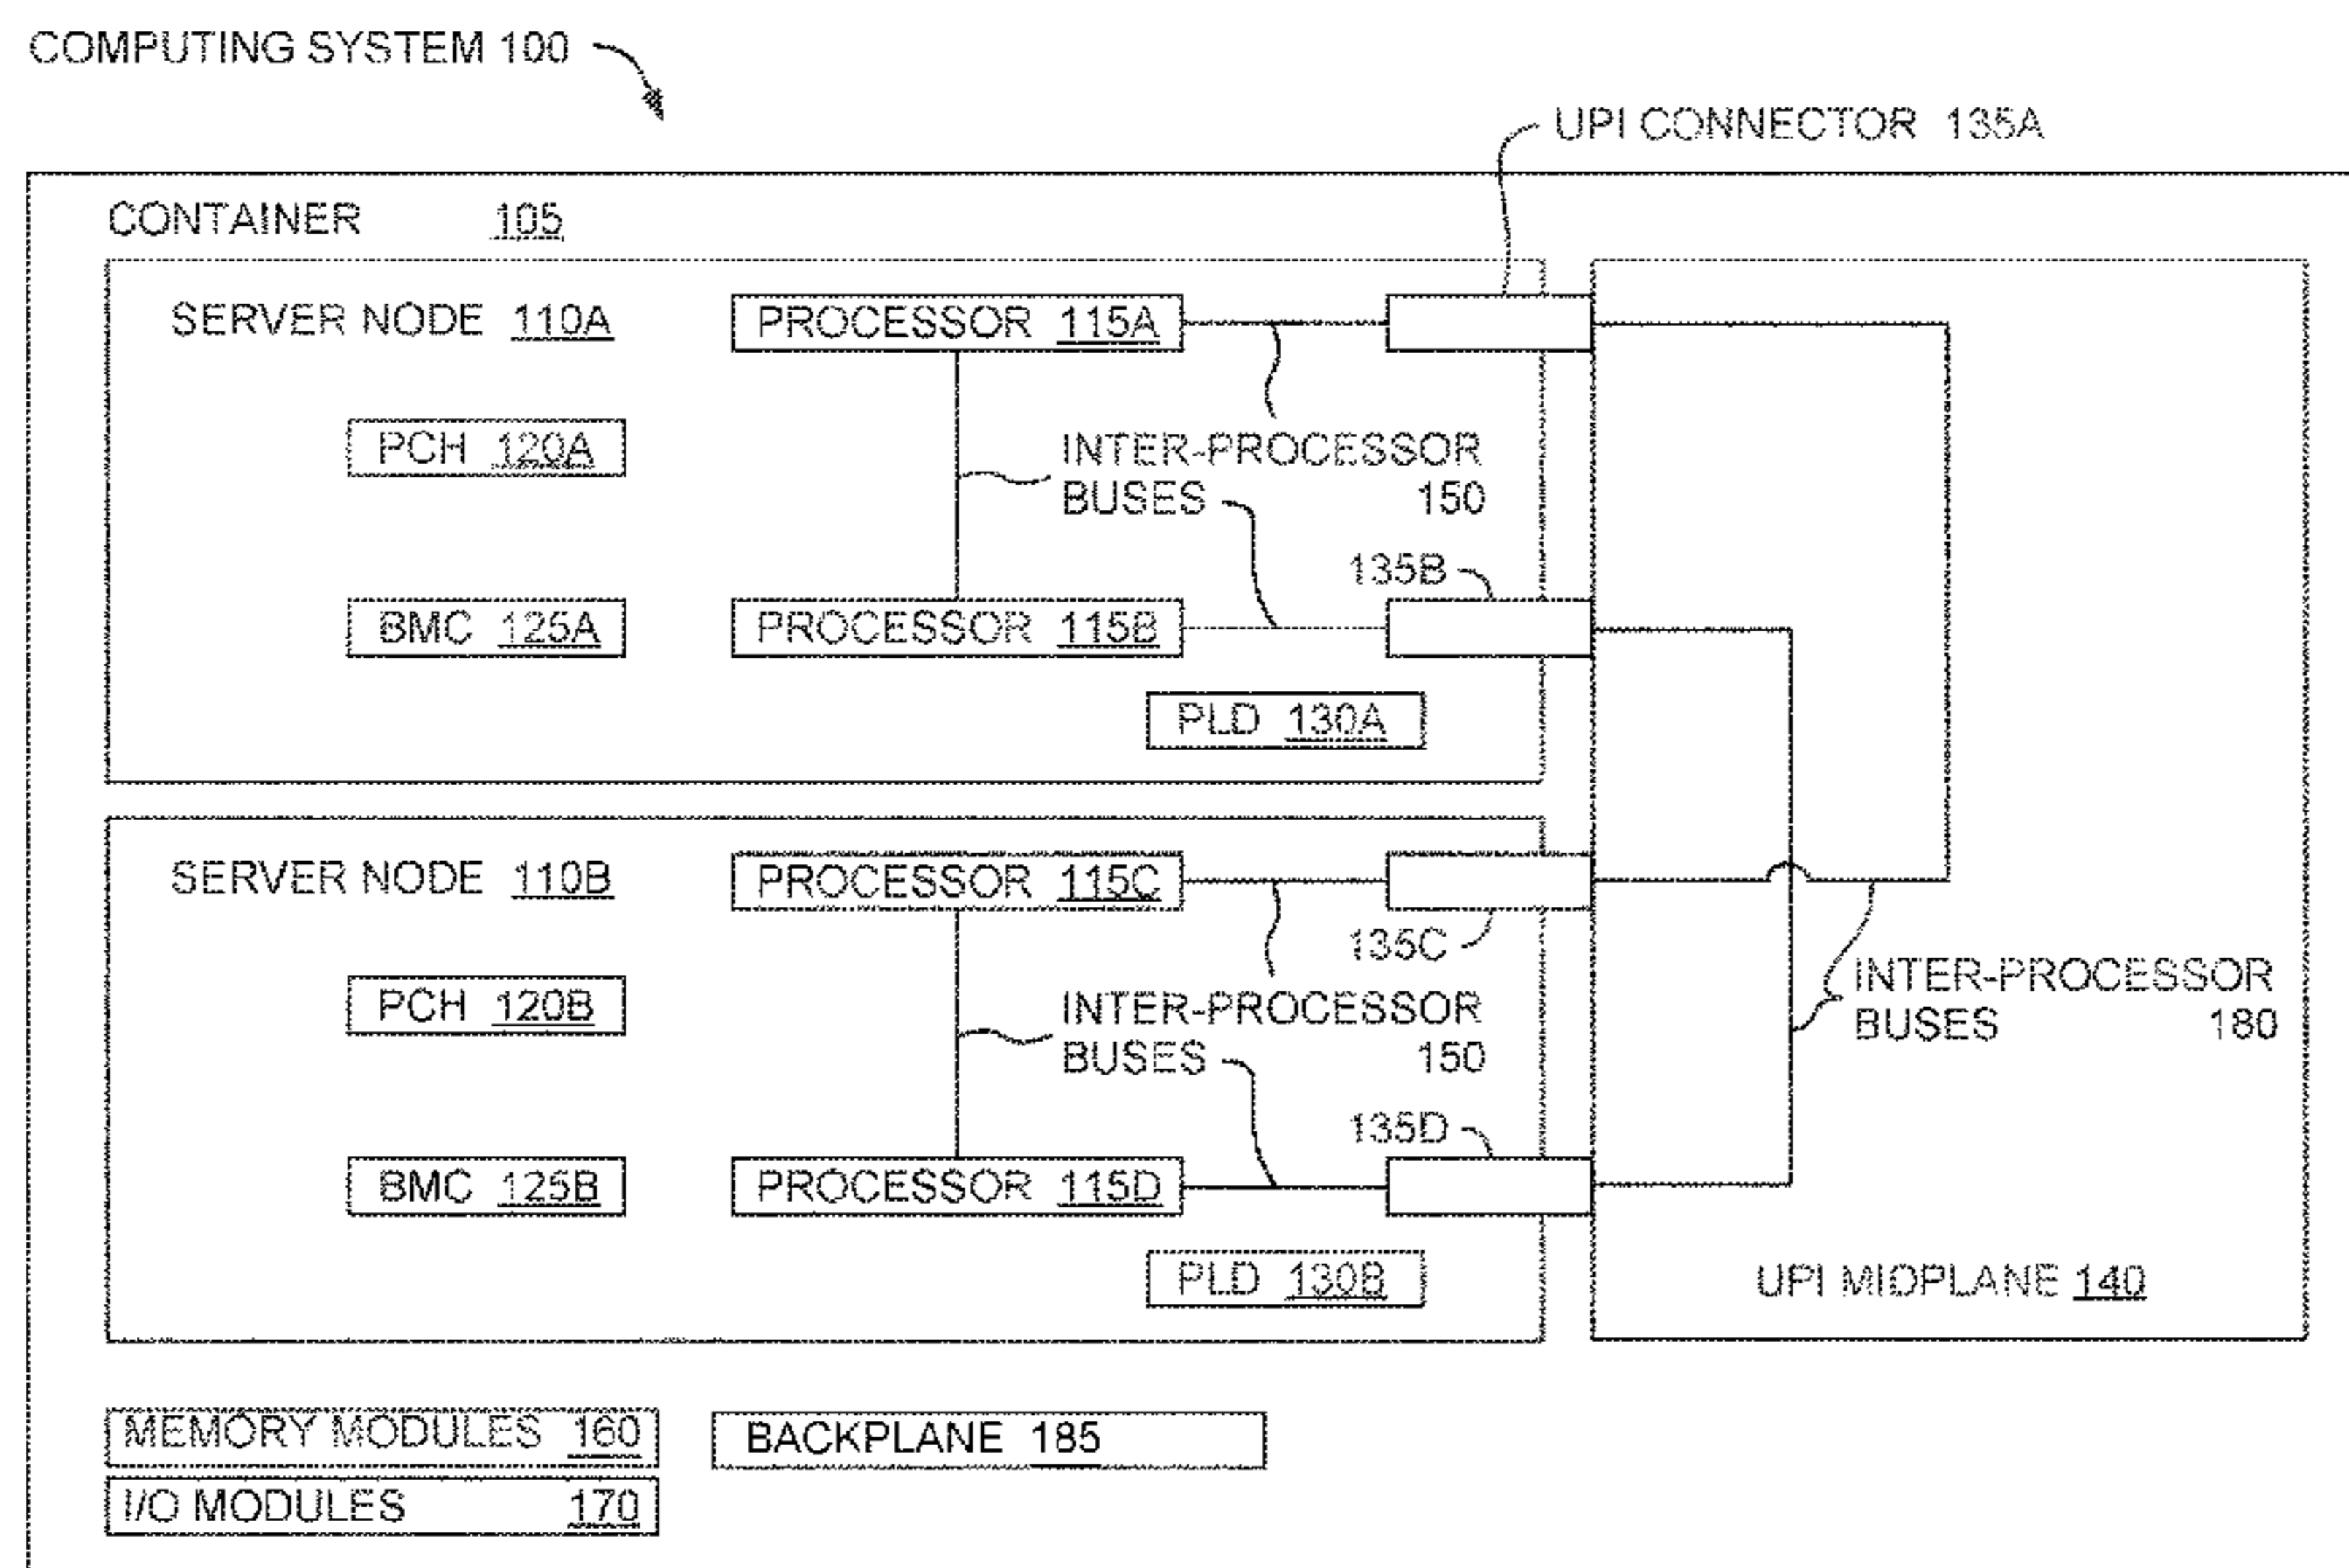 COMPUTING SYSTEM 100
UPI CONNECTOR 135A
CONTAINER 105
SERVER NODE 110A
PROCESSOR 115A
PCH 120A
INTER-PROCESSOR
BUSES 150
135B
BMC 125A
PROCESSOR 115B
PLD 130A
SERVER NODE 110B
PROCESSOR 115C
135C
PCH 120B
INTER-PROCESSOR
BUSES 150
INTER-PROCESSOR
BUSES 180
135D
BMC 125B
PROCESSOR 115D
PLD 130B
UPI MIDPLANE 140
MEMORY MODULES 160
BACKPLANE 185
I/O MODULES 170